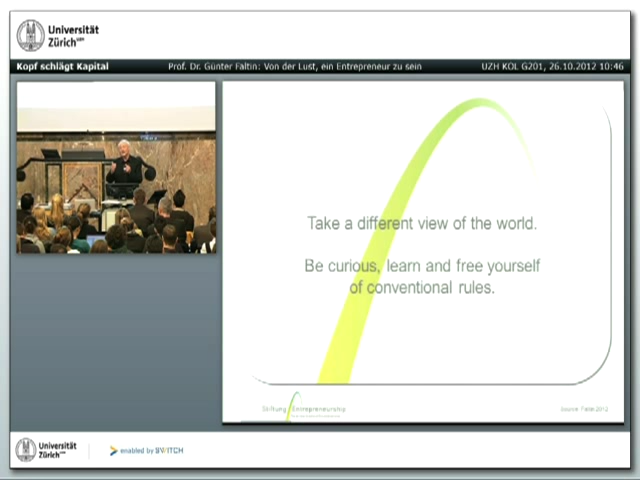 Universität
Zürich
Kopf schlägt Kapital
Prof. Dr. Günter Faltin: Von der Lust, ein Entrepreneur zu sein
UZH KOL G201, 26.10.2012 10:46
Take a different view of the world.
Be curious, learn and free yourself
of conventional rules.
Stiftung Entrepreneurship
Source: Faltin 2012
Universität
Zürich
enabled by SWITCH